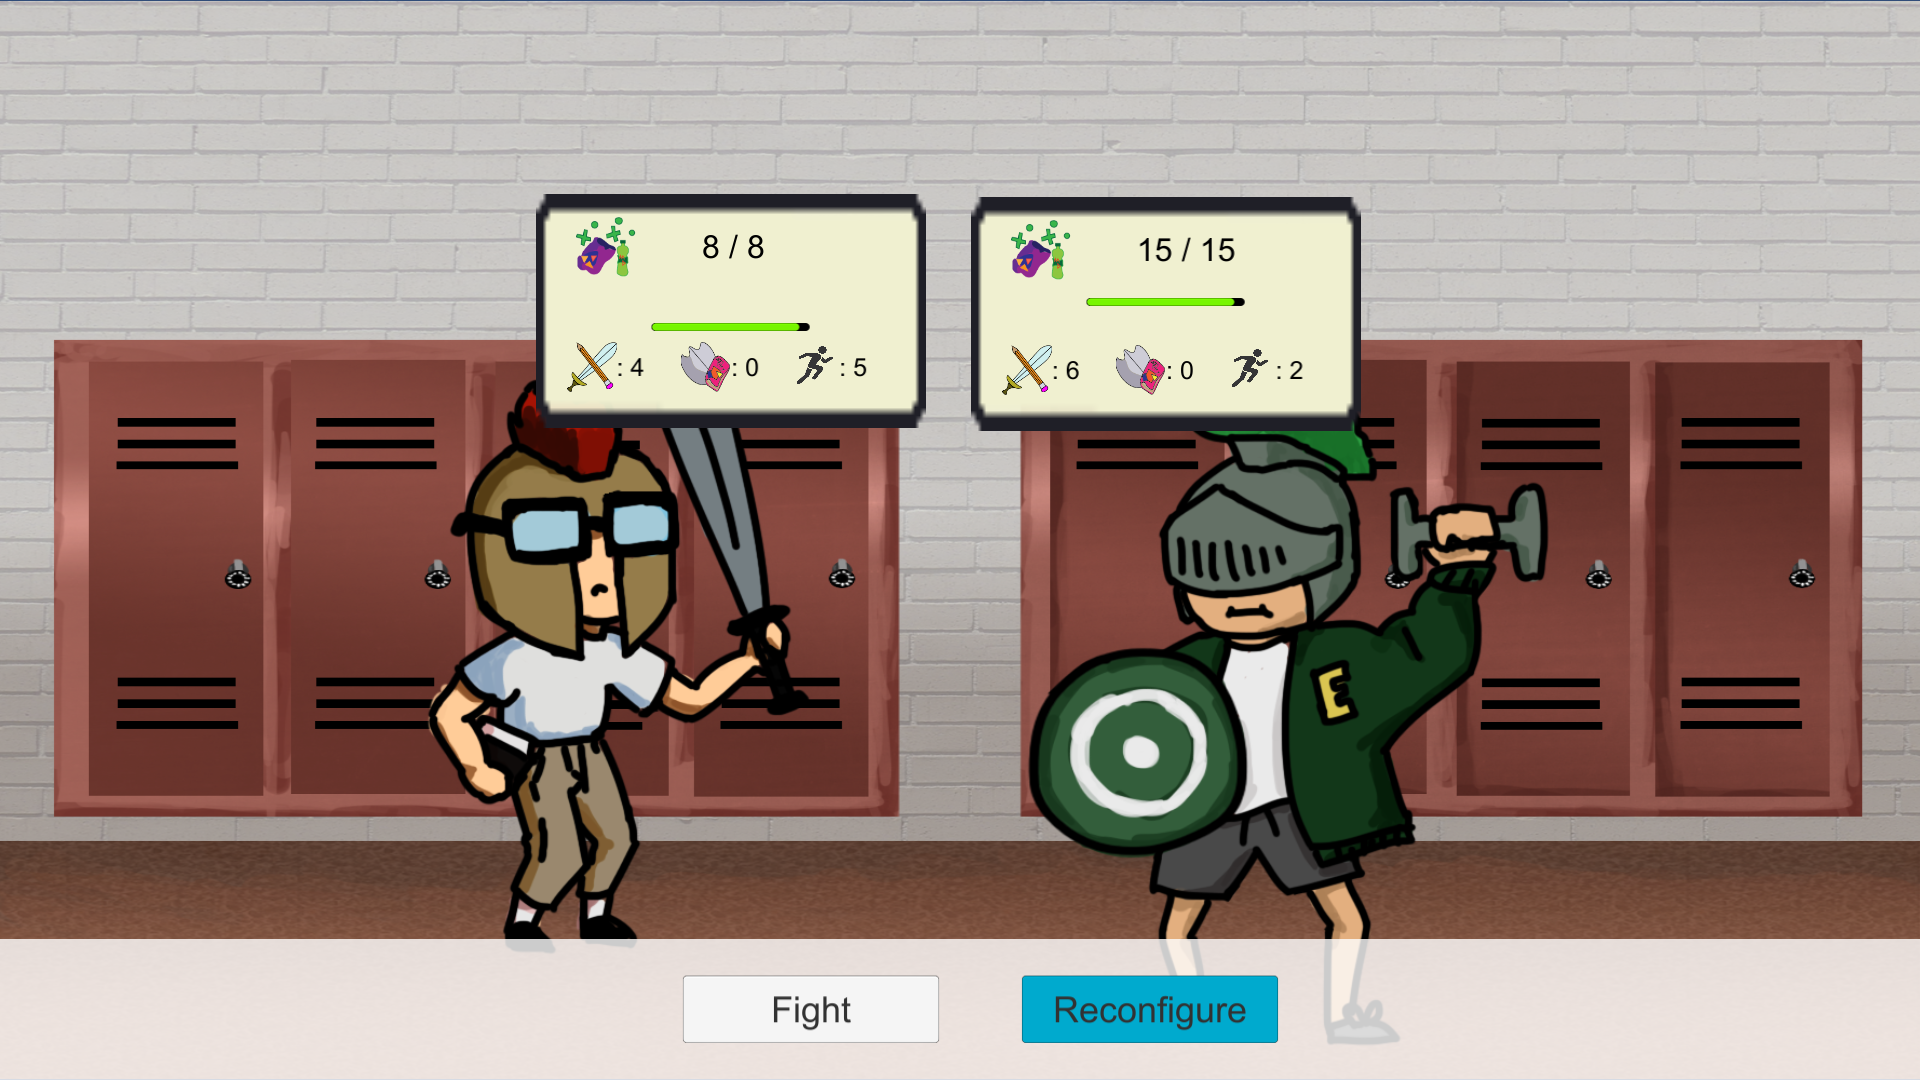 8 / 8
: 4 : 0 : 5
15 / 15
: 6 : 0 : 2
E
Fight
Reconfigure